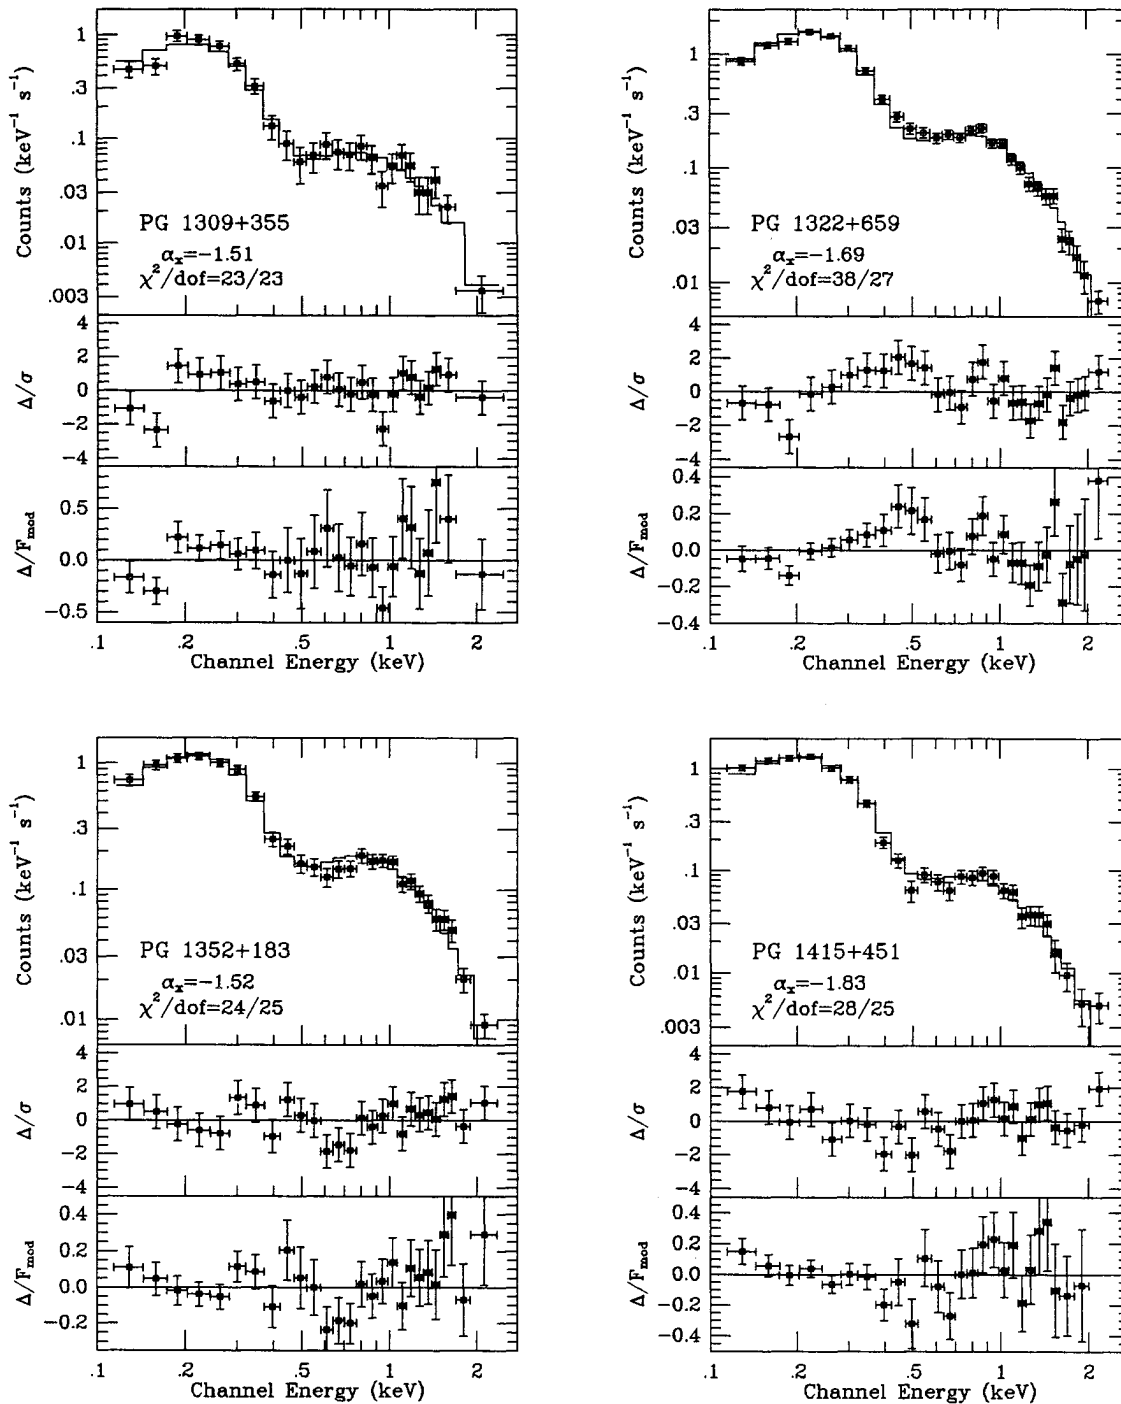 1
.3
.1
.03
.01
.003
Counts (keV⁻¹ s⁻¹)
PG 1309+355
αₓ=−1.51
χ²/dof=23/23
4
2
0
−2
−4
Δ/σ
0.5
0.0
−0.5
Δ/F_mod
.1 .2 .5 1 2
Channel Energy (keV)
1
.3
.1
.03
.01
Counts (keV⁻¹ s⁻¹)
PG 1322+659
αₓ=−1.69
χ²/dof=38/27
4
2
0
−2
−4
Δ/σ
0.4
0.2
0.0
−0.2
−0.4
Δ/F_mod
.1 .2 .5 1 2
Channel Energy (keV)
1
.3
.1
.03
.01
Counts (keV⁻¹ s⁻¹)
PG 1352+183
αₓ=−1.52
χ²/dof=24/25
4
2
0
−2
−4
Δ/σ
0.4
0.2
0.0
−0.2
Δ/F_mod
.1 .2 .5 1 2
Channel Energy (keV)
1
.3
.1
.03
.01
.003
Counts (keV⁻¹ s⁻¹)
PG 1415+451
αₓ=−1.83
χ²/dof=28/25
4
2
0
−2
−4
Δ/σ
0.4
0.2
0.0
−0.2
−0.4
Δ/F_mod
.1 .2 .5 1 2
Channel Energy (keV)